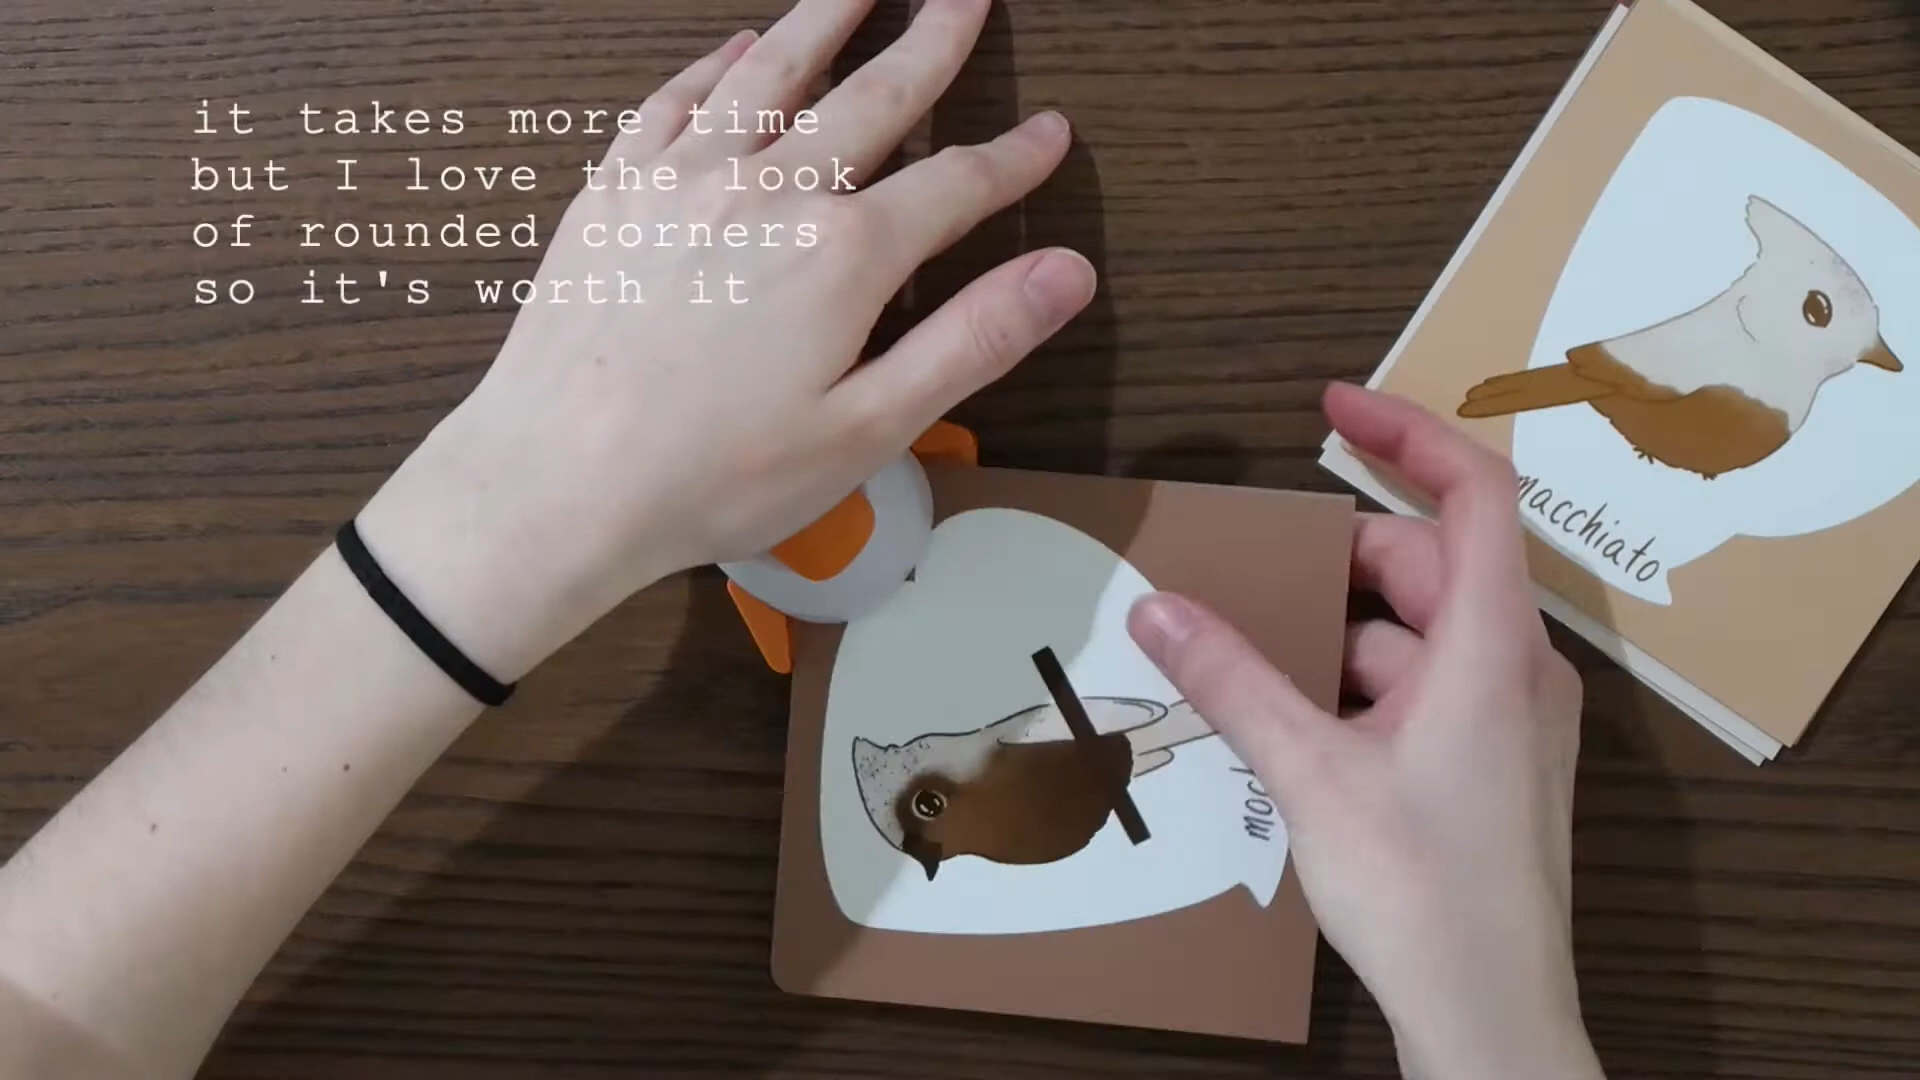 it takes more time
but I love the look
of rounded corners
so it's worth it
macchiato